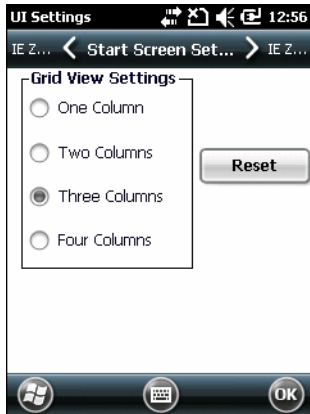 UI Settings 12:56
IE Z... Start Screen Set... IE Z...
Grid View Settings
One Column
Two Columns
Reset
Three Columns
Four Columns
OK